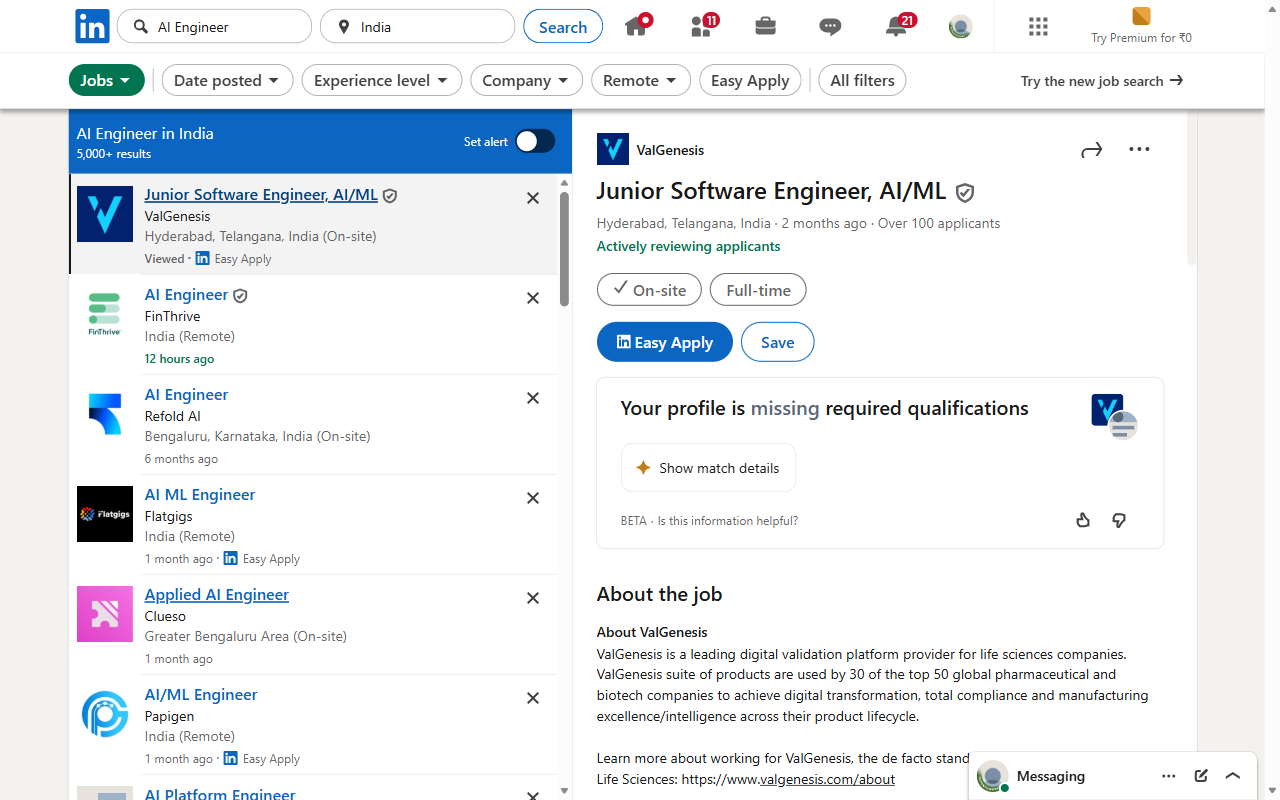 in
AI Engineer
India
Search
11
21
Try Premium for ₹0
Jobs
Date posted
Experience level
Company
Remote
Easy Apply
All filters
Try the new job search
AI Engineer in India
5,000+ results
Set alert
Junior Software Engineer, AI/ML
ValGenesis
Hyderabad, Telangana, India (On-site)
Viewed · in Easy Apply
AI Engineer
FinThrive
FinThrive
India (Remote)
12 hours ago
AI Engineer
Refold AI
Bengaluru, Karnataka, India (On-site)
6 months ago
AI ML Engineer
Flatgigs
Flatgigs
India (Remote)
1 month ago · in Easy Apply
Applied AI Engineer
Clueso
Greater Bengaluru Area (On-site)
1 month ago
AI/ML Engineer
Papigen
India (Remote)
1 month ago · in Easy Apply
AI Platform Engineer
ValGenesis
Junior Software Engineer, AI/ML
Hyderabad, Telangana, India · 2 months ago · Over 100 applicants
Actively reviewing applicants
On-site
Full-time
in Easy Apply
Save
Your profile is missing required qualifications
Show match details
BETA · Is this information helpful?
About the job
About ValGenesis
ValGenesis is a leading digital validation platform provider for life sciences companies.
ValGenesis suite of products are used by 30 of the top 50 global pharmaceutical and
biotech companies to achieve digital transformation, total compliance and manufacturing
excellence/intelligence across their product lifecycle.
Learn more about working for ValGenesis, the de facto stand
Life Sciences: https://www.valgenesis.com/about
Messaging